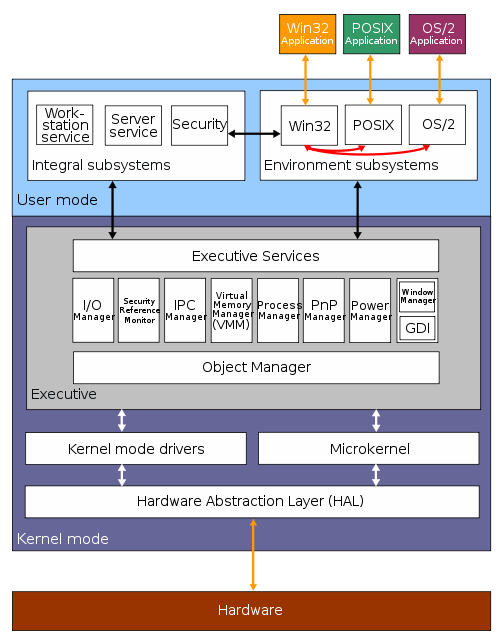 Win32
Application
POSIX
Application
OS/2
Application
Work-
station
service
Server
service
Security
Win32
POSIX
OS/2
Integral subsystems
Environment subsystems
User mode
Executive Services
I/O
Manager
Security
Reference
Monitor
IPC
Manager
Virtual
Memory
Manager
(VMM)
Process
Manager
PnP
Manager
Power
Manager
Window
Manager
GDI
Object Manager
Executive
Kernel mode drivers
Microkernel
Hardware Abstraction Layer (HAL)
Kernel mode
Hardware